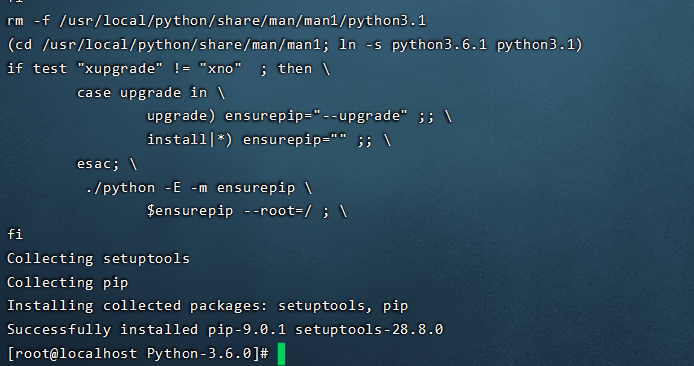 fi
rm -f /usr/local/python/share/man/man1/python3.1
(cd /usr/local/python/share/man/man1; ln -s python3.6.1 python3.1)
if test "xupgrade" != "xno"  ; then \
        case upgrade in \
                upgrade) ensurepip="--upgrade" ;; \
                install|*) ensurepip="" ;; \
        esac; \
         ./python -E -m ensurepip \
                $ensurepip --root=/ ; \
fi
Collecting setuptools
Collecting pip
Installing collected packages: setuptools, pip
Successfully installed pip-9.0.1 setuptools-28.8.0
[root@localhost Python-3.6.0]#